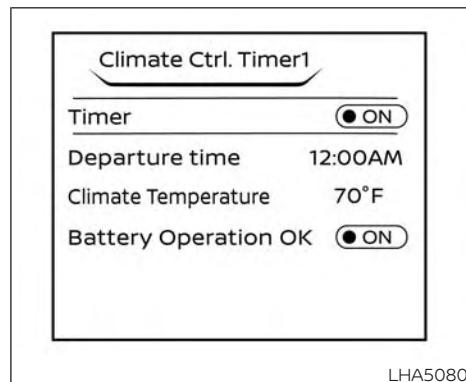 Climate Ctrl. Timer1
Timer ON
Departure time 12:00AM
Climate Temperature 70°F
Battery Operation OK ON
LHA5080